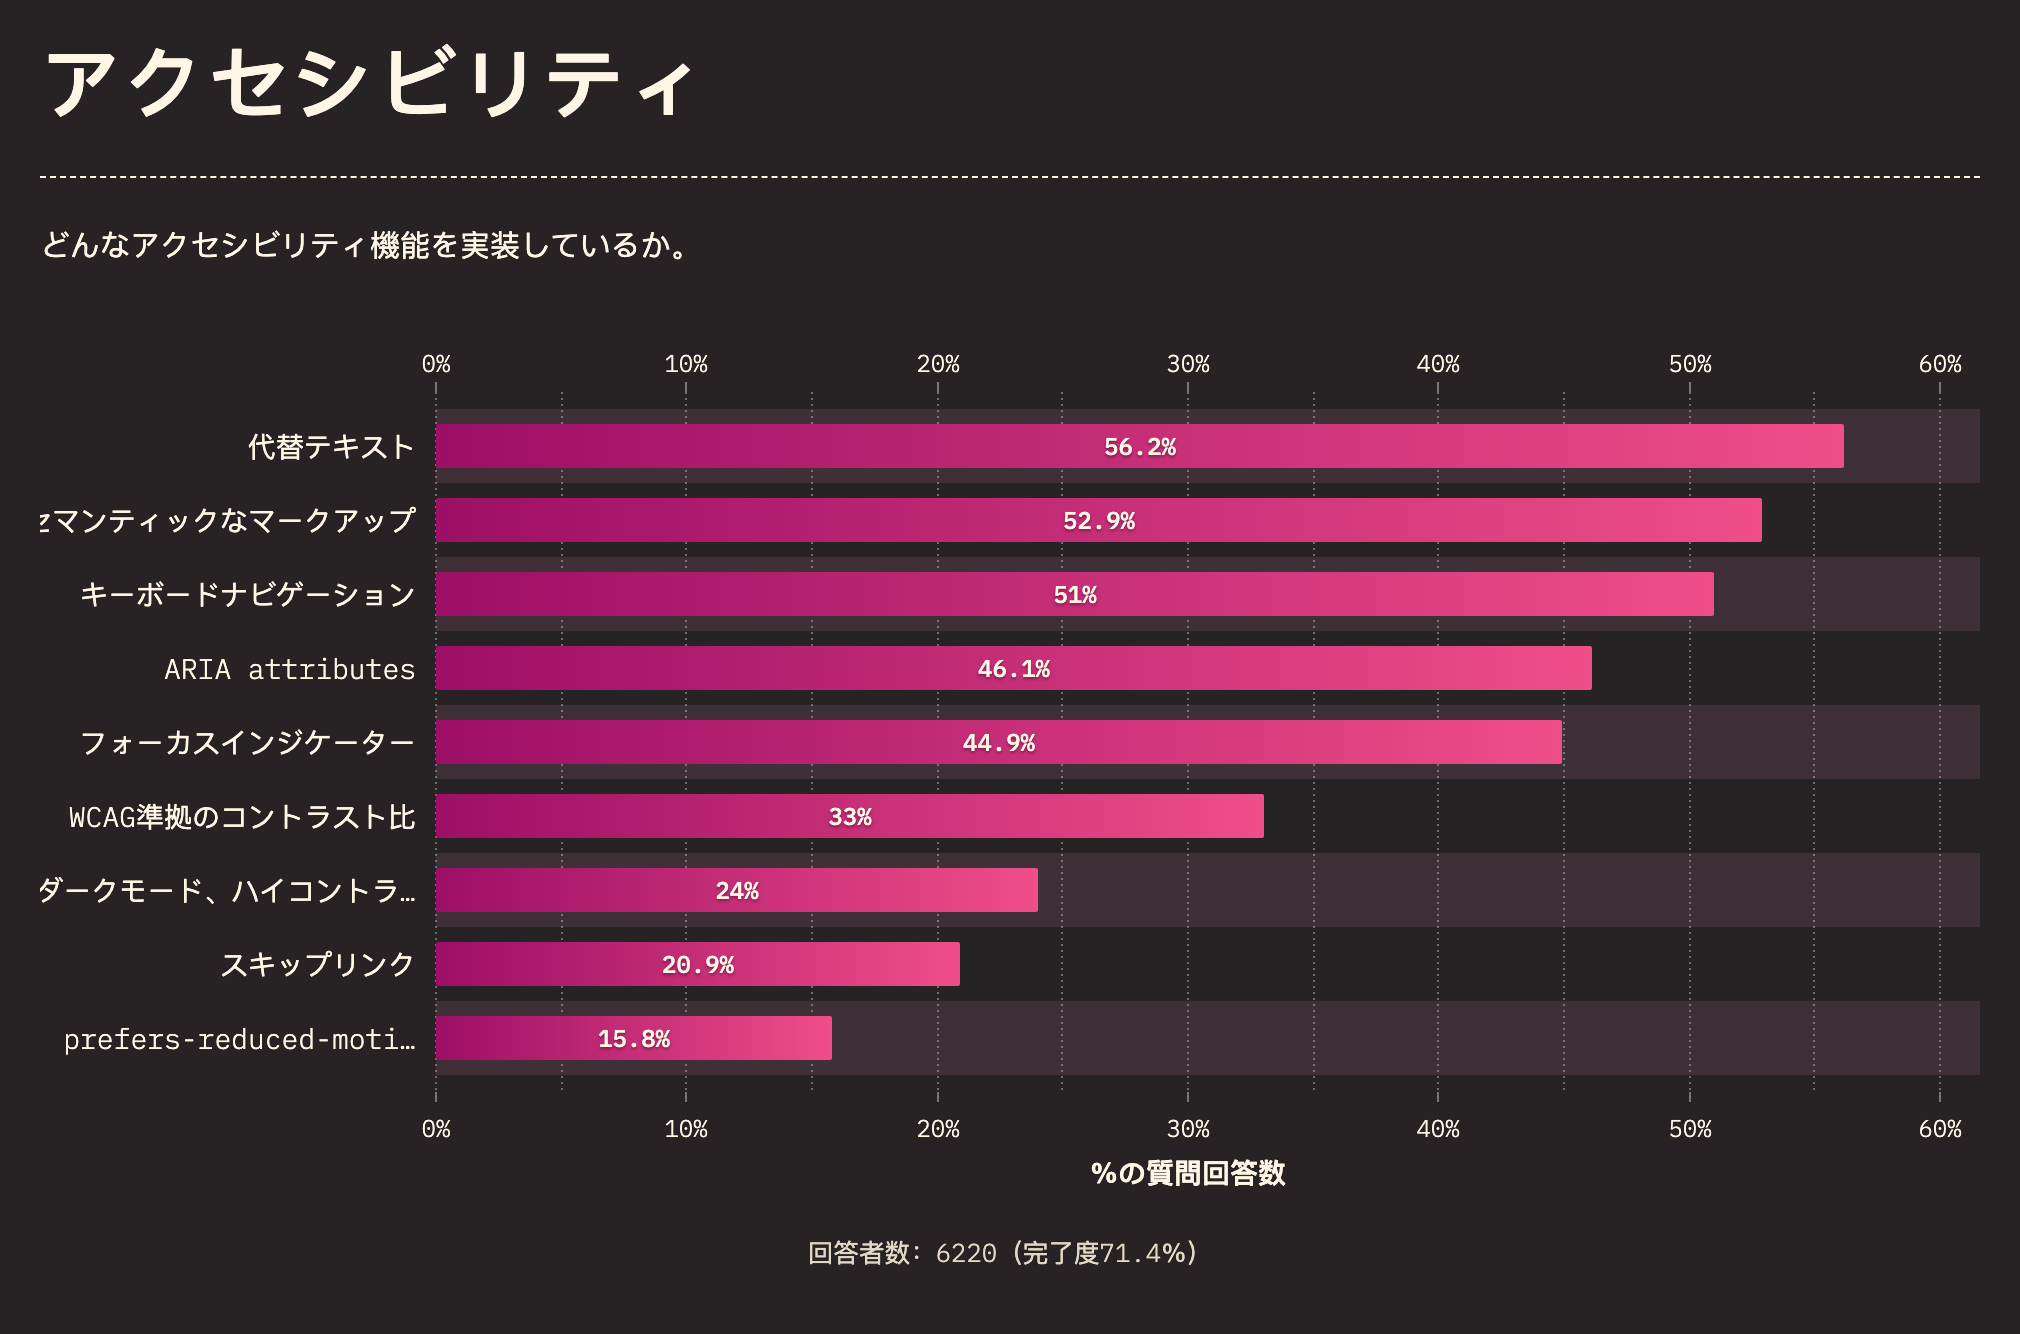 アクセシビリティ
どんなアクセシビリティ機能を実装しているか。
0% 10% 20% 30% 40% 50% 60%
代替テキスト 56.2%
セマンティックなマークアップ 52.9%
キーボードナビゲーション 51%
ARIA attributes 46.1%
フォーカスインジケーター 44.9%
WCAG準拠のコントラスト比 33%
ダークモード、ハイコントラ… 24%
スキップリンク 20.9%
prefers-reduced-moti… 15.8%
0% 10% 20% 30% 40% 50% 60%
%の質問回答数
回答者数: 6220 (完了度71.4%)